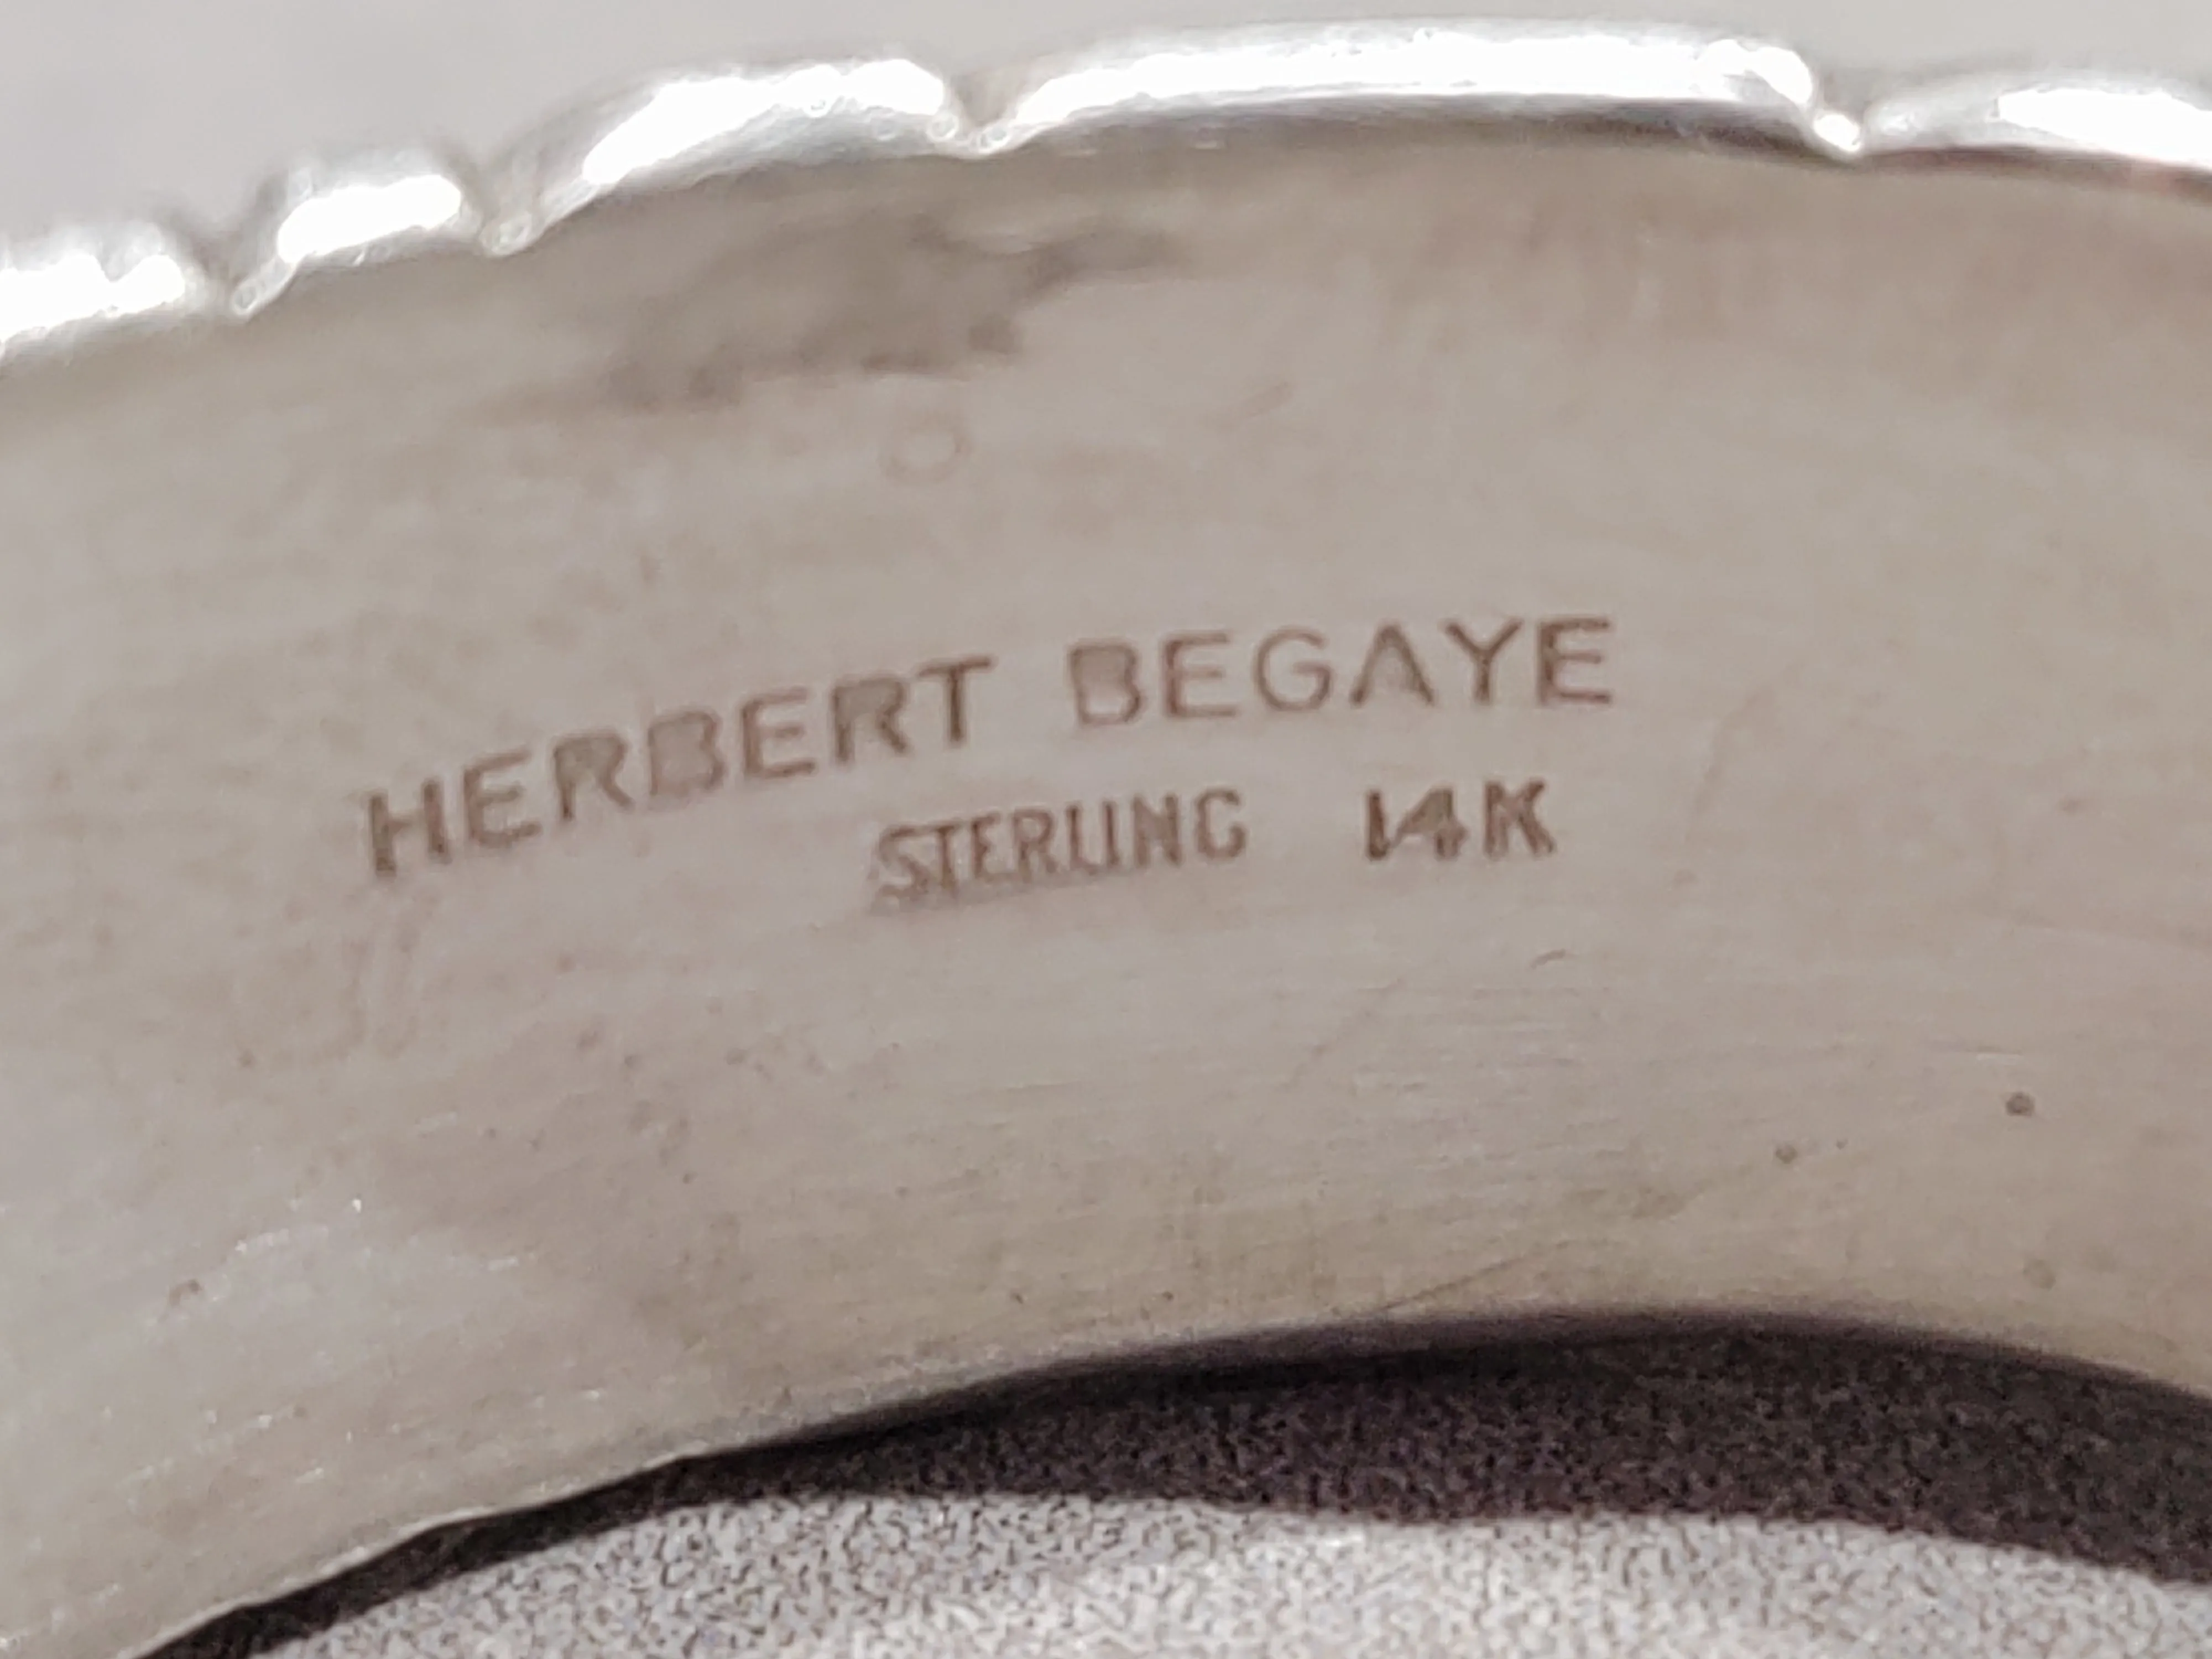 HERBERT BEGAYE
STERLING 14K